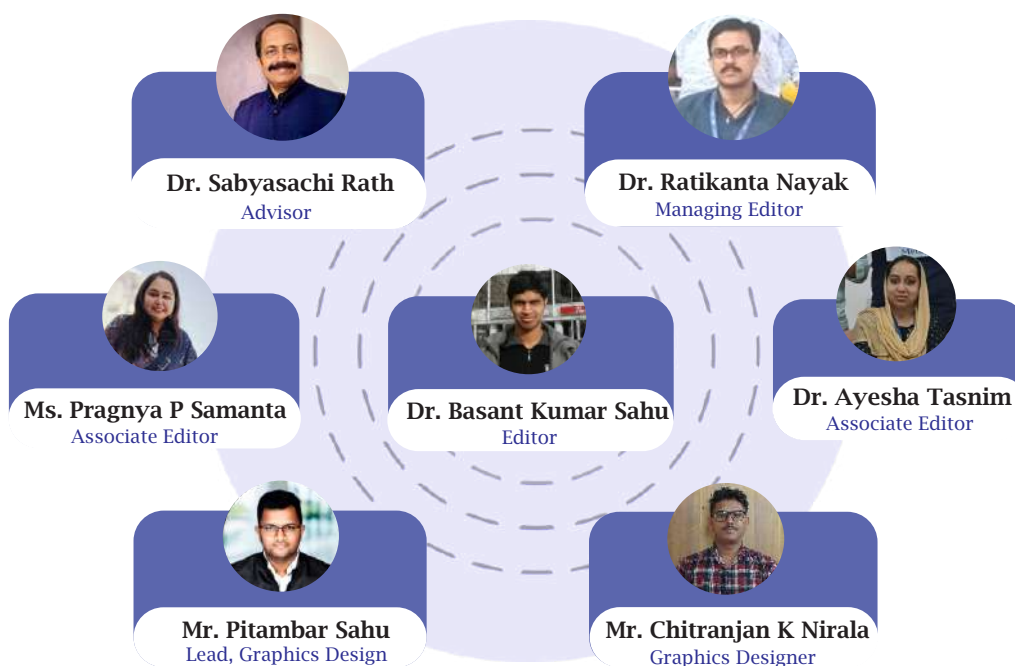 Dr. Sabyasachi Rath
Advisor
Dr. Ratikanta Nayak
Managing Editor
Ms. Pragnya P Samanta
Associate Editor
Dr. Basant Kumar Sahu
Editor
Dr. Ayesha Tasnim
Associate Editor
Mr. Pitambar Sahu
Lead, Graphics Design
Mr. Chitranjan K Nirala
Graphics Designer